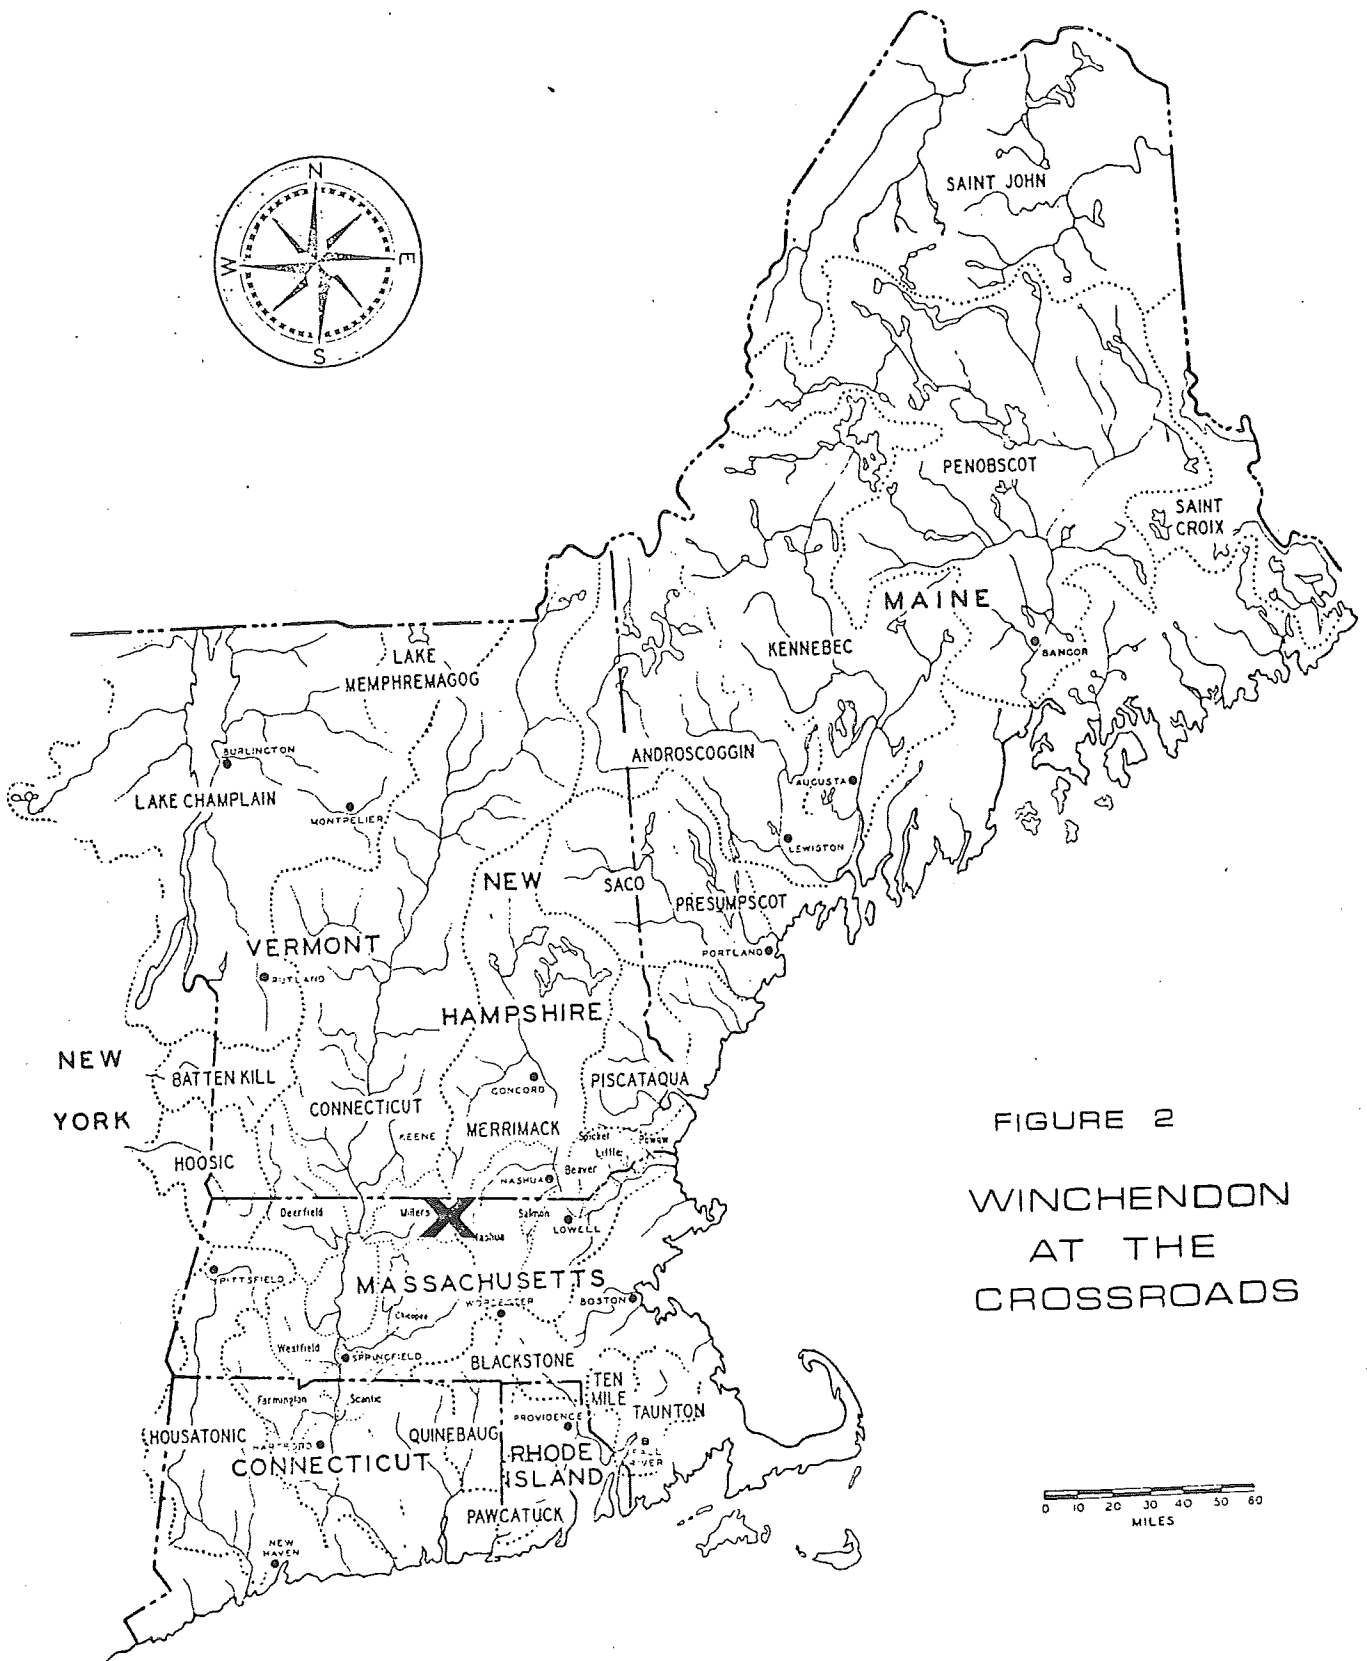 N
W
E
S
SAINT JOHN
PENOBSCOT
SAINT
CROIX
MAINE
KENNEBEC
BANGOR
LAKE
MEMPHREMAGOG
BURLINGTON
ANDROSCOGGIN
AUGUSTA
LAKE CHAMPLAIN
MONTPELIER
LEWISTON
NEW
SACO
PRESUMPSCOT
VERMONT
PORTLAND
RUTLAND
HAMPSHIRE
NEW
YORK
BATTEN KILL
CONCORD
PISCATAQUA
CONNECTICUT
KEENE
MERRIMACK
Spicket
Powow
Little
Beaver
HOOSIC
NASHUA
Deerfield
Millers
X
Salmon
LOWELL
Nashua
PITTSFIELD
MASSACHUSETTS
WORCESTER
BOSTON
Chicopee
Westfield
SPRINGFIELD
BLACKSTONE
TEN
MILE
Farmington
Scantic
TAUNTON
HOUSATONIC
QUINEBAUG
PROVIDENCE
HARTFORD
CONNECTICUT
RHODE
ISLAND
FALL
RIVER
PAWCATUCK
NEW
HAVEN
FIGURE 2
WINCHENDON
AT THE
CROSSROADS
0 10 20 30 40 50 60
MILES